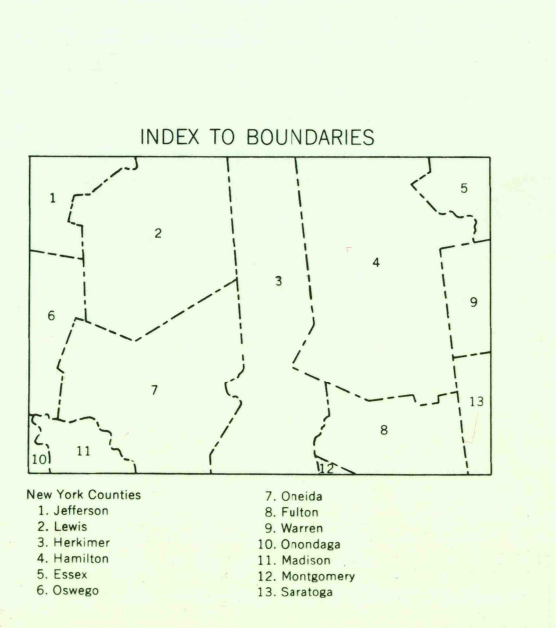 INDEX TO BOUNDARIES
1
5
2
4
3
9
6
7
13
8
11
10
12
New York Counties
1. Jefferson
2. Lewis
3. Herkimer
4. Hamilton
5. Essex
6. Oswego
7. Oneida
8. Fulton
9. Warren
10. Onondaga
11. Madison
12. Montgomery
13. Saratoga